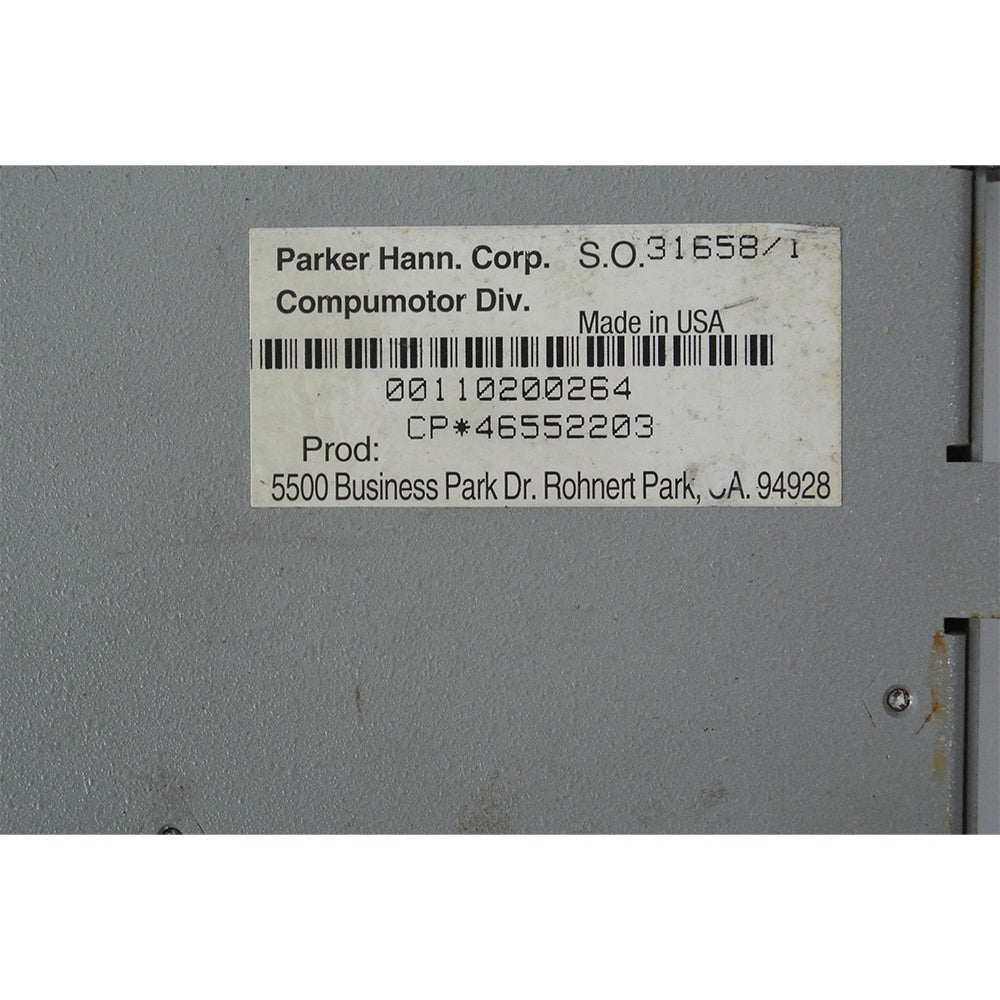 Parker Hann. Corp. S.O. 31658/1
Compumotor Div.
Made in USA
00110200264
CP*46552203
Prod:
5500 Business Park Dr. Rohnert Park, CA. 94928